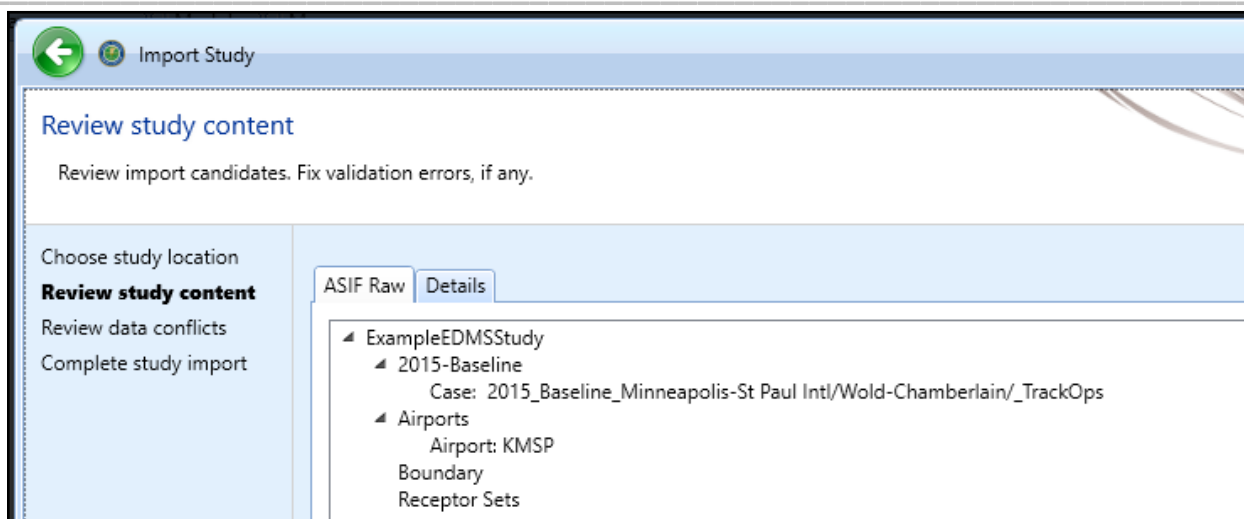 Import Study
Review study content
Review import candidates. Fix validation errors, if any.
Choose study location
Review study content
Review data conflicts
Complete study import
ASIF Raw
Details
ExampleEDMSStudy
2015-Baseline
Case: 2015_Baseline_Minneapolis-St Paul Intl/Wold-Chamberlain/_TrackOps
Airports
Airport: KMSP
Boundary
Receptor Sets